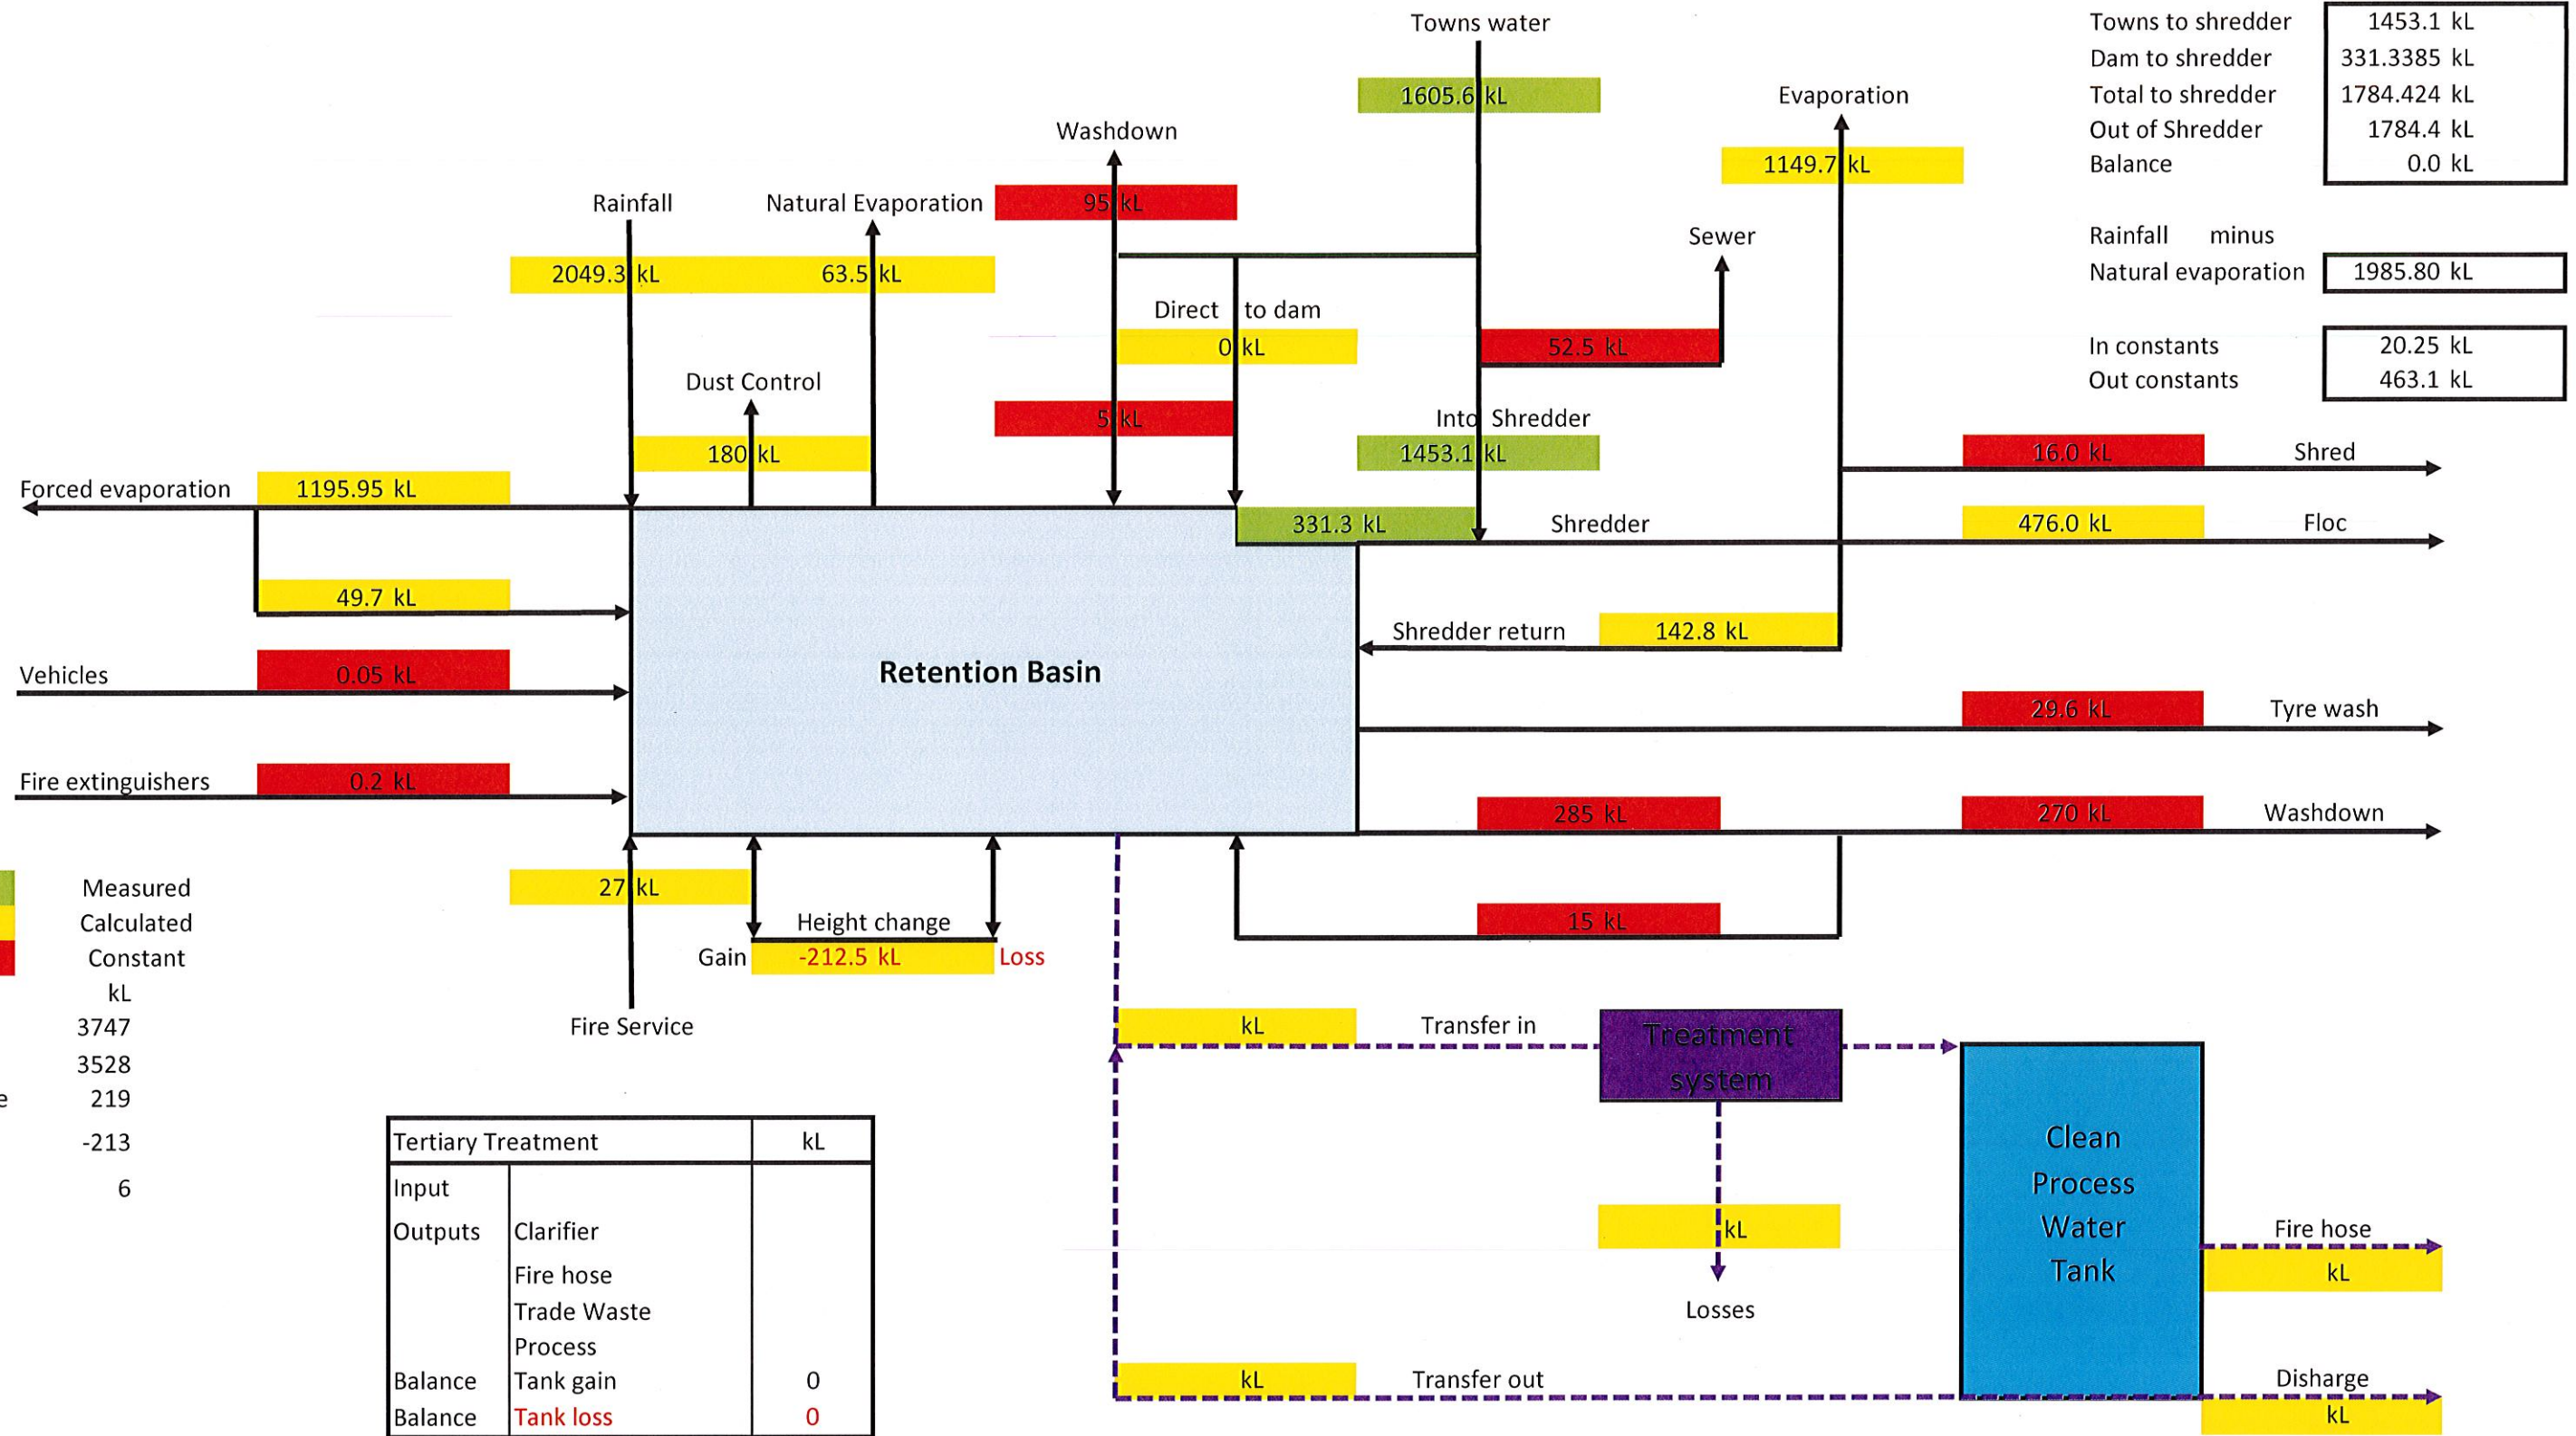 Towns water
1605.6 kL
Towns to shredder 1453.1 kL
Dam to shredder 331.3385 kL
Total to shredder 1784.424 kL
Out of Shredder 1784.4 kL
Balance 0.0 kL
Evaporation
1149.7 kL
Washdown
95 kL
Rainfall
2049.3 kL
Natural Evaporation
63.5 kL
Sewer
52.5 kL
Rainfall minus
Natural evaporation 1985.80 kL
Direct to dam
0 kL
In constants 20.25 kL
Out constants 463.1 kL
Dust Control
180 kL
5 kL
Into Shredder
1453.1 kL
16.0 kL Shred
Forced evaporation 1195.95 kL
331.3 kL Shredder
476.0 kL Floc
49.7 kL
Shredder return 142.8 kL
Vehicles 0.05 kL
Retention Basin
29.6 kL Tyre wash
Fire extinguishers 0.2 kL
285 kL 270 kL Washdown
27 kL
15 kL
Height change
Gain -212.5 kL Loss
Fire Service
Measured
Calculated
Constant
kL
3747
3528
e 219
-213
6
kL Transfer in
Treatment
system
Clean
Process
Water
Tank
kL
Losses
Fire hose
kL
kL Transfer out
Disharge
kL
Tertiary Treatment kL
Input
Outputs Clarifier
Fire hose
Trade Waste
Process
Balance Tank gain 0
Balance Tank loss 0